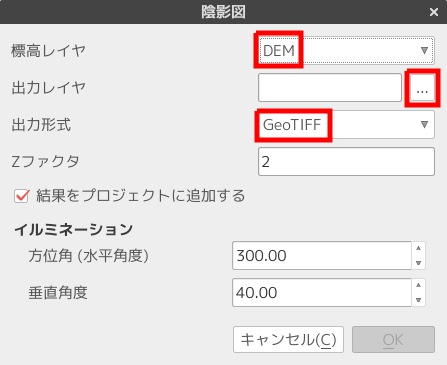 陰影図
標高レイヤ DEM
出力レイヤ ...
出力形式 GeoTIFF
Zファクタ 2
結果をプロジェクトに追加する
イルミネーション
方位角 (水平角度) 300.00
垂直角度 40.00
キャンセル(C) OK